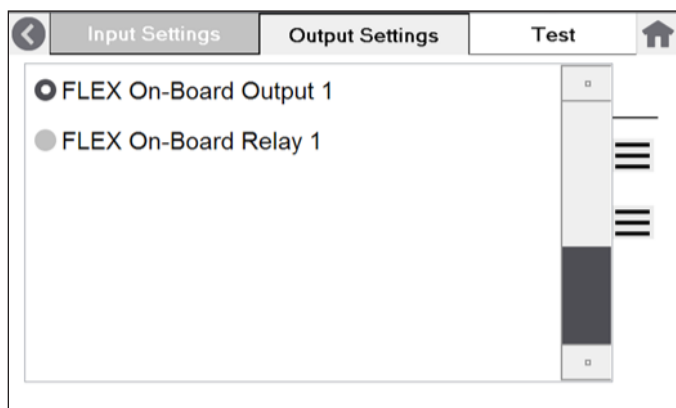 Input Settings
Output Settings
Test
FLEX On-Board Output 1
FLEX On-Board Relay 1